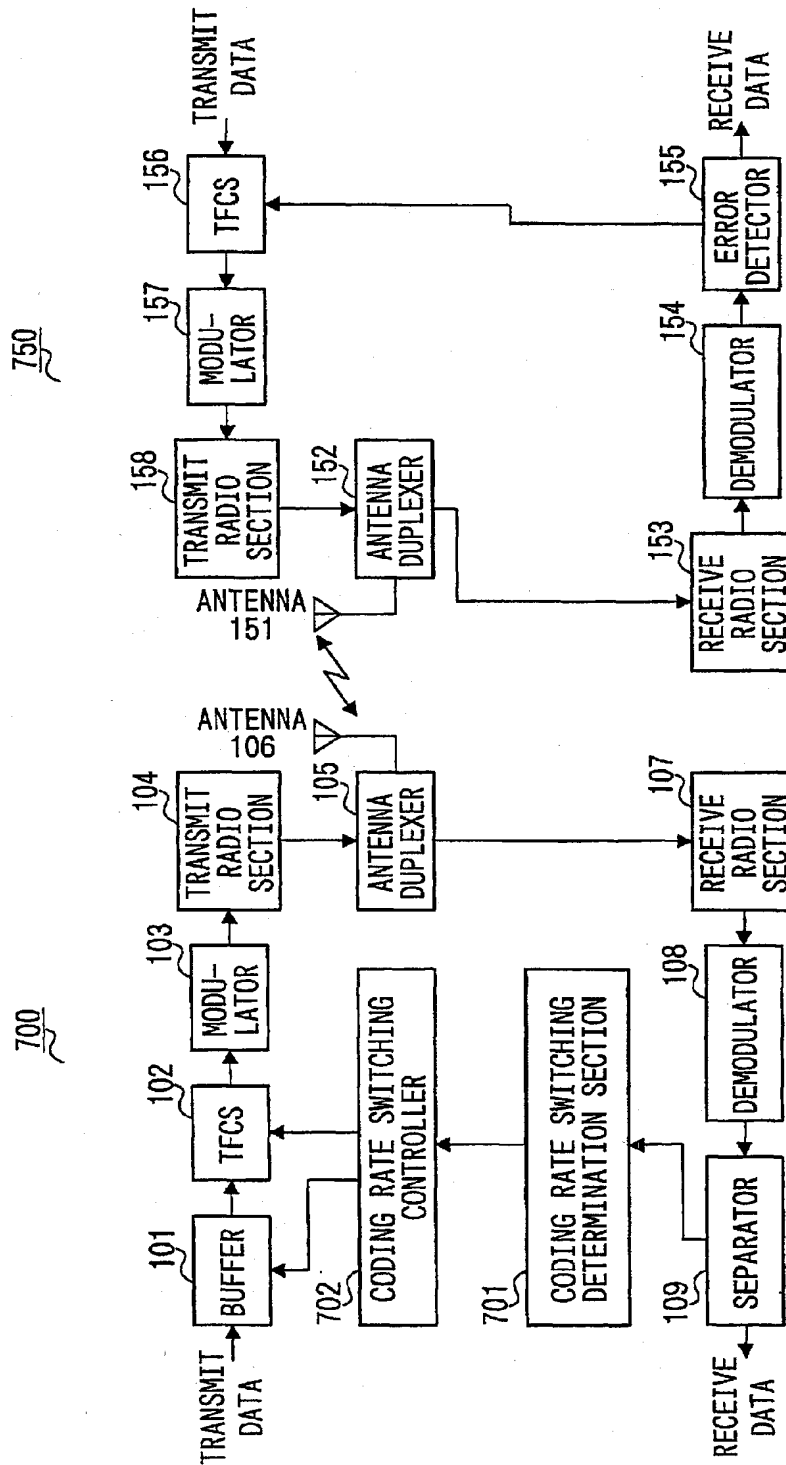 700
750
TRANSMIT
DATA
101
BUFFER
102
TFCS
103
MODU-
LATOR
104
TRANSMIT
RADIO
SECTION
105
ANTENNA
DUPLEXER
ANTENNA
106
702
CODING RATE SWITCHING
CONTROLLER
701
CODING RATE SWITCHING
DETERMINATION SECTION
107
RECEIVE
RADIO
SECTION
108
DEMODULATOR
109
SEPARATOR
RECEIVE
DATA
ANTENNA
151
152
ANTENNA
DUPLEXER
158
TRANSMIT
RADIO
SECTION
157
MODU-
LATOR
156
TFCS
TRANSMIT
DATA
153
RECEIVE
RADIO
SECTION
154
DEMODULATOR
155
ERROR
DETECTOR
RECEIVE
DATA